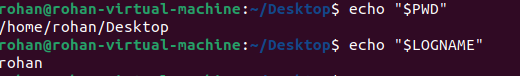 rohan@rohan-virtual-machine:~/Desktop$ echo "$PWD"
/home/rohan/Desktop
rohan@rohan-virtual-machine:~/Desktop$ echo "$LOGNAME"
rohan